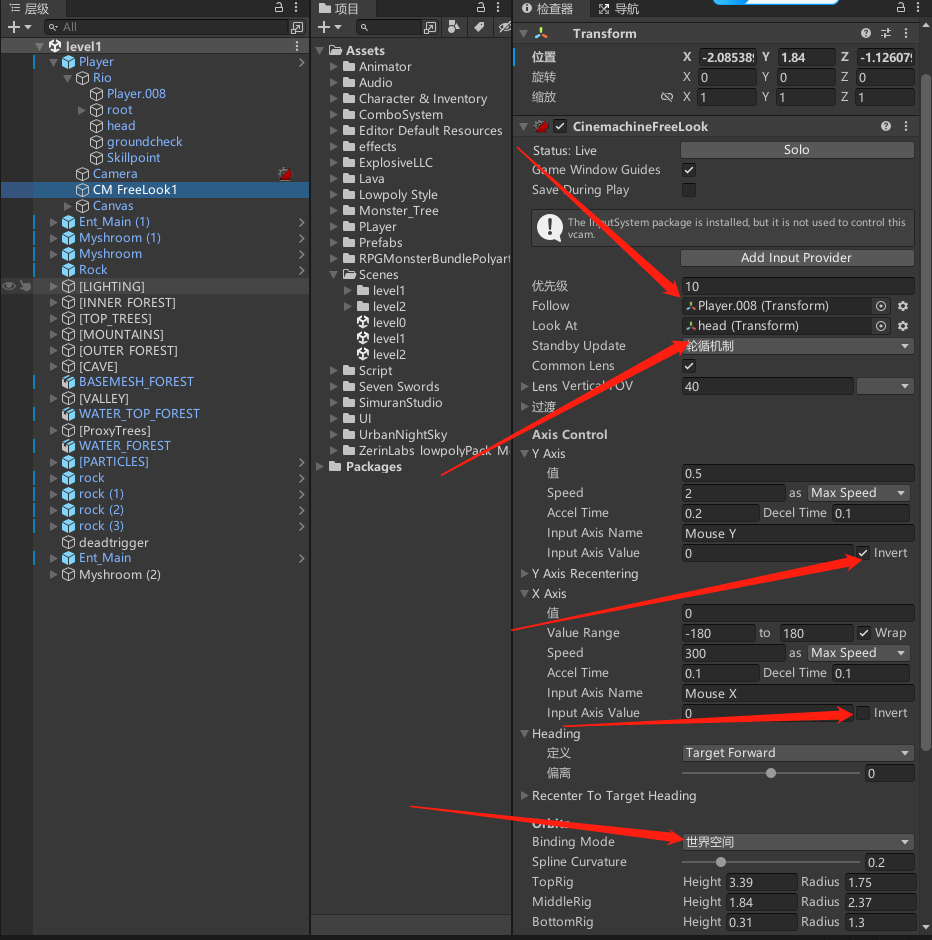 层级
All
level1
Player
Rio
Player.008
root
head
groundcheck
Skillpoint
Camera
CM FreeLook1
Canvas
Ent_Main (1)
Myshroom (1)
Myshroom
Rock
[LIGHTING]
[INNER_FOREST]
[TOP_TREES]
[MOUNTAINS]
[OUTER_FOREST]
[CAVE]
BASEMESH_FOREST
[VALLEY]
WATER_TOP_FOREST
[ProxyTrees]
WATER_FOREST
[PARTICLES]
rock
rock (1)
rock (2)
rock (3)
deadtrigger
Ent_Main
Myshroom (2)
项目
Assets
Animator
Audio
Character & Inventory
ComboSystem
Editor Default Resources
effects
ExplosiveLLC
Lava
Lowpoly Style
Monster_Tree
PLayer
Prefabs
RPGMonsterBundlePolyart
Scenes
level1
level2
level0
level1
level2
Script
Seven Swords
SimuranStudio
UI
UrbanNightSky
ZerinLabs_lowpolyPack_M
Packages
检查器 导航
Transform
位置 X -2.08538 Y 1.84 Z -1.12607
旋转 X 0 Y 0 Z 0
缩放 X 1 Y 1 Z 1
CinemachineFreeLook
Status: Live Solo
Game Window Guides
Save During Play
The InputSystem package is installed, but it is not used to control this
vcam.
Add Input Provider
优先级 10
Follow Player.008 (Transform)
Look At head (Transform)
Standby Update 轮循机制
Common Lens
Lens Vertical FOV 40
过渡
Axis Control
Y Axis
值 0.5
Speed 2 as Max Speed
Accel Time 0.2 Decel Time 0.1
Input Axis Name Mouse Y
Input Axis Value 0 Invert
Y Axis Recentering
X Axis
值 0
Value Range -180 to 180 Wrap
Speed 300 as Max Speed
Accel Time 0.1 Decel Time 0.1
Input Axis Name Mouse X
Input Axis Value 0 Invert
Heading
定义 Target Forward
偏离 0
Recenter To Target Heading
Orbits
Binding Mode 世界空间
Spline Curvature 0.2
TopRig Height 3.39 Radius 1.75
MiddleRig Height 1.84 Radius 2.37
BottomRig Height 0.31 Radius 1.3